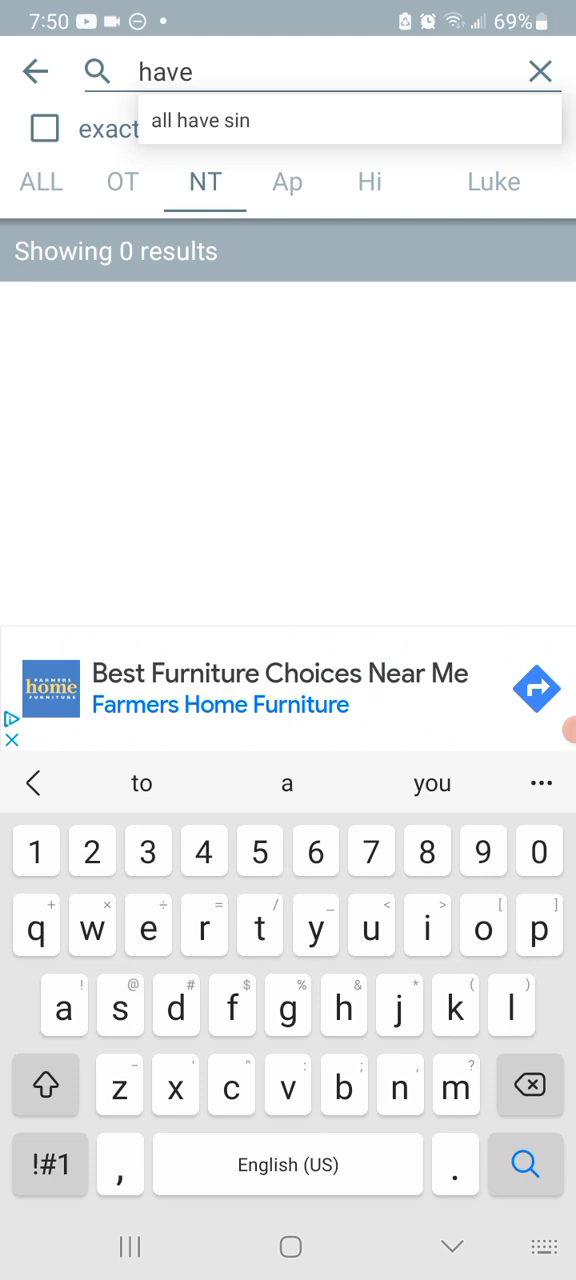 7:50 69%
have
exact all have sin
ALL OT NT Ap Hi Luke
Showing 0 results
FARMERS
home
FURNITURE
Best Furniture Choices Near Me
Farmers Home Furniture
to a you ...
1 2 3 4 5 6 7 8 9 0
+ × ÷ = / _ < > [ ]
q w e r t y u i o p
! @ # $ % & * ( )
a s d f g h j k l
- ' " : ; , ?
z x c v b n m
!#1 , English (US) .